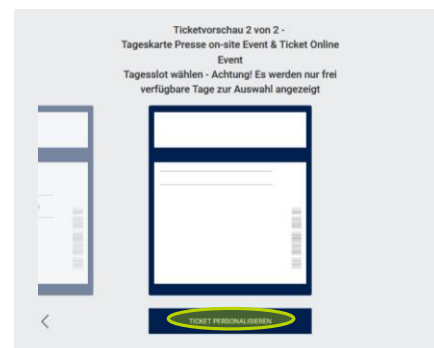 Ticketvorschau 2 von 2 -
Tageskarte Presse on-site Event & Ticket Online
Event
Tagesslot wählen - Achtung! Es werden nur frei
verfügbare Tage zur Auswahl angezeigt
TICKET PERSONALISIEREN